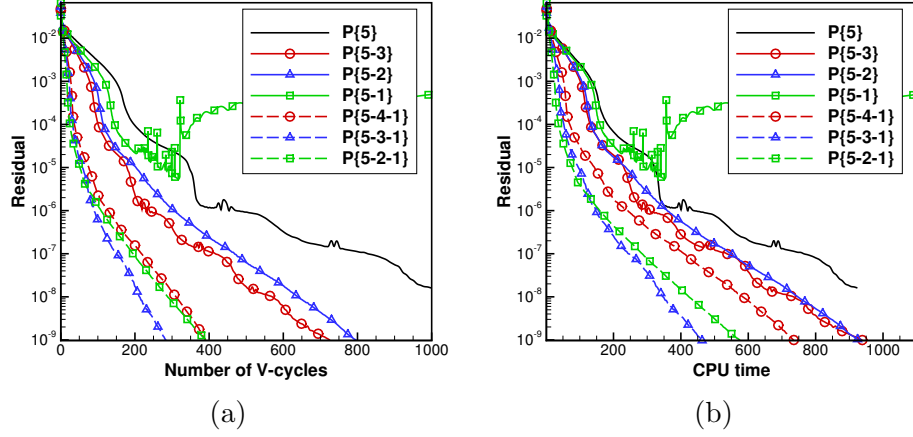 P{5}
P{5-3}
P{5-2}
P{5-1}
P{5-4-1}
P{5-3-1}
P{5-2-1}
Residual
10-2
10-3
10-4
10-5
10-6
10-7
10-8
10-9
0 200 400 600 800 1000
Number of V-cycles
(a)
P{5}
P{5-3}
P{5-2}
P{5-1}
P{5-4-1}
P{5-3-1}
P{5-2-1}
Residual
10-2
10-3
10-4
10-5
10-6
10-7
10-8
10-9
200 400 600 800 1000
CPU time
(b)